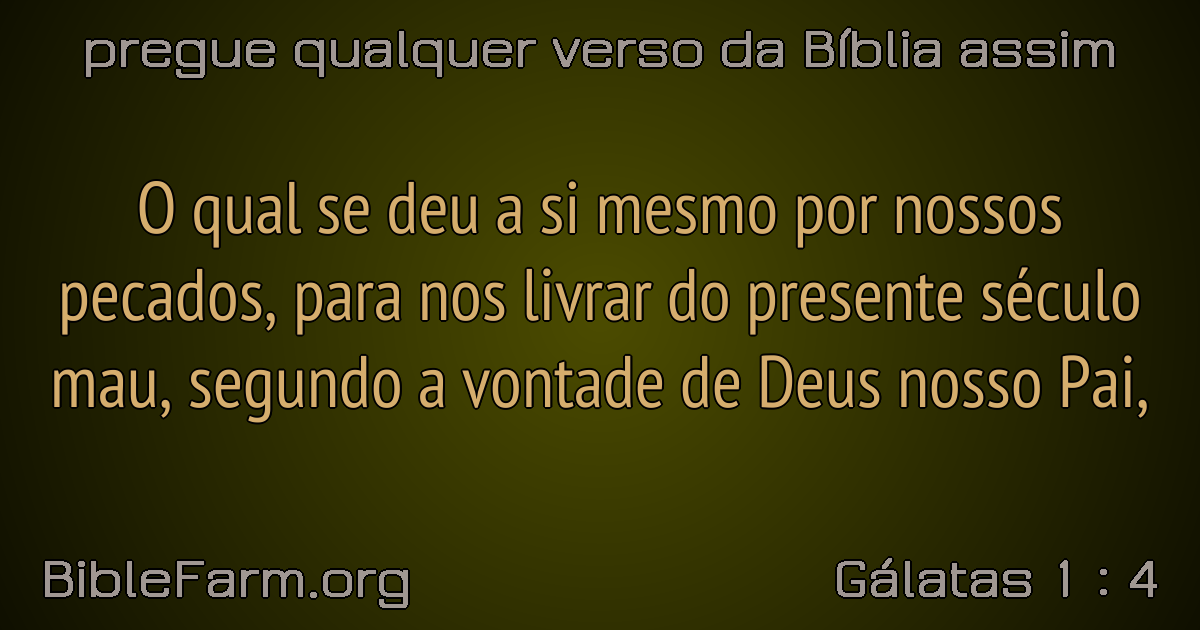 pregue qualquer verso da Bíblia assim
O qual se deu a si mesmo por nossos
pecados, para nos livrar do presente século
mau, segundo a vontade de Deus nosso Pai,
BibleFarm.org
Gálatas 1 : 4